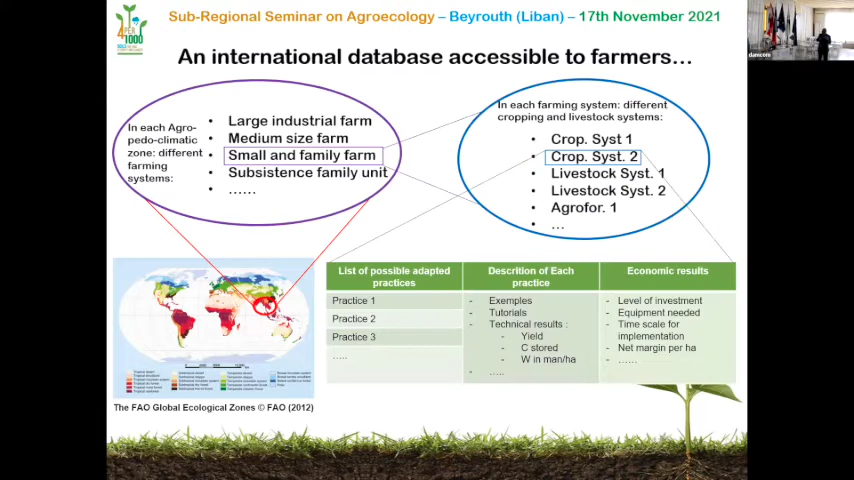 Sub-Regional Seminar on Agroecology – Beyrouth (Liban) – 17th November 2021
4 PER
1000
An international database accessible to farmers…
In each Agro-
pedo-climatic
zone: different
farming
systems:
• Large industrial farm
• Medium size farm
• Small and family farm
• Subsistence family unit
• ……
In each farming system: different
cropping and livestock systems:
• Crop. Syst 1
• Crop. Syst. 2
• Livestock Syst. 1
• Livestock Syst. 2
• Agrofor. 1
• …
List of possible adapted
practices
Practice 1
Practice 2
Practice 3
…..
Descrition of Each
practice
- Exemples
- Tutorials
- Technical results :
- Yield
- C stored
- W in man/ha
- …..
Economic results
- Level of investment
- Equipment needed
- Time scale for
implementation
- Net margin per ha
- ……
The FAO Global Ecological Zones © FAO (2012)